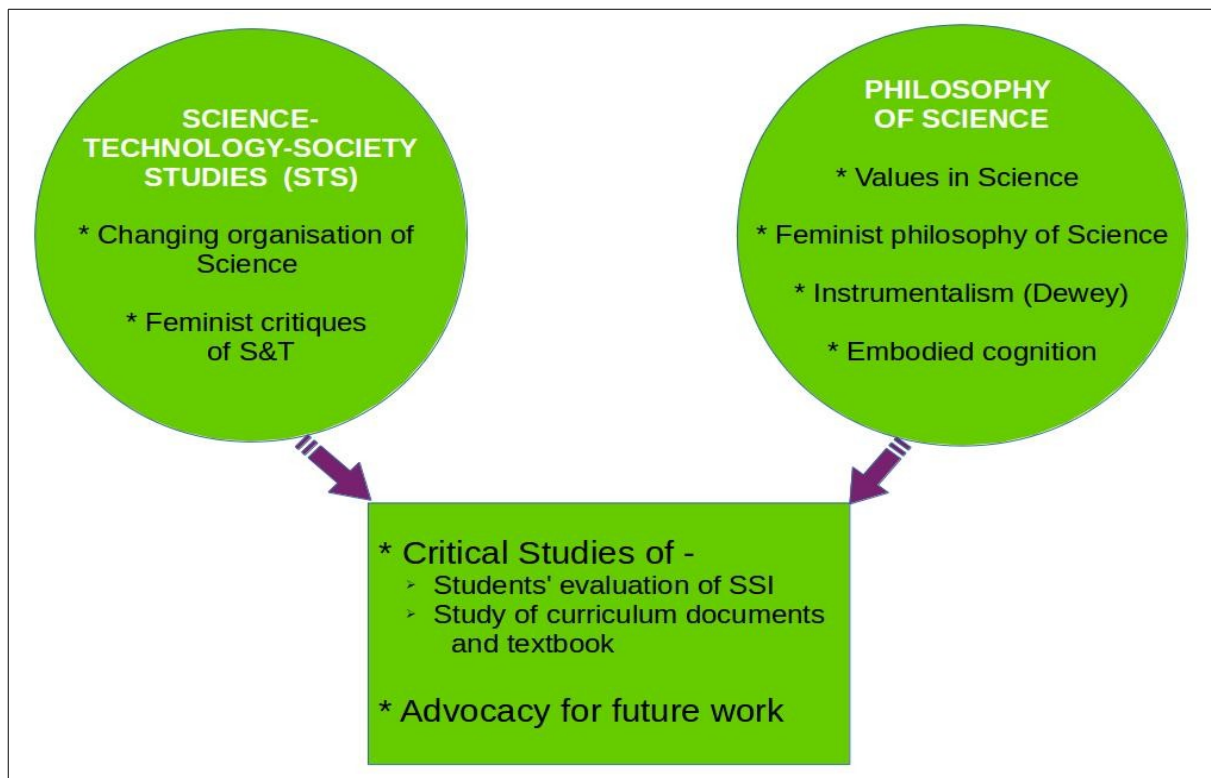 SCIENCE-
TECHNOLOGY-SOCIETY
STUDIES (STS)
* Changing organisation of
Science
* Feminist critiques
of S&T
PHILOSOPHY
OF SCIENCE
* Values in Science
* Feminist philosophy of Science
* Instrumentalism (Dewey)
* Embodied cognition
* Critical Studies of -
➢ Students' evaluation of SSI
➢ Study of curriculum documents
and textbook
* Advocacy for future work